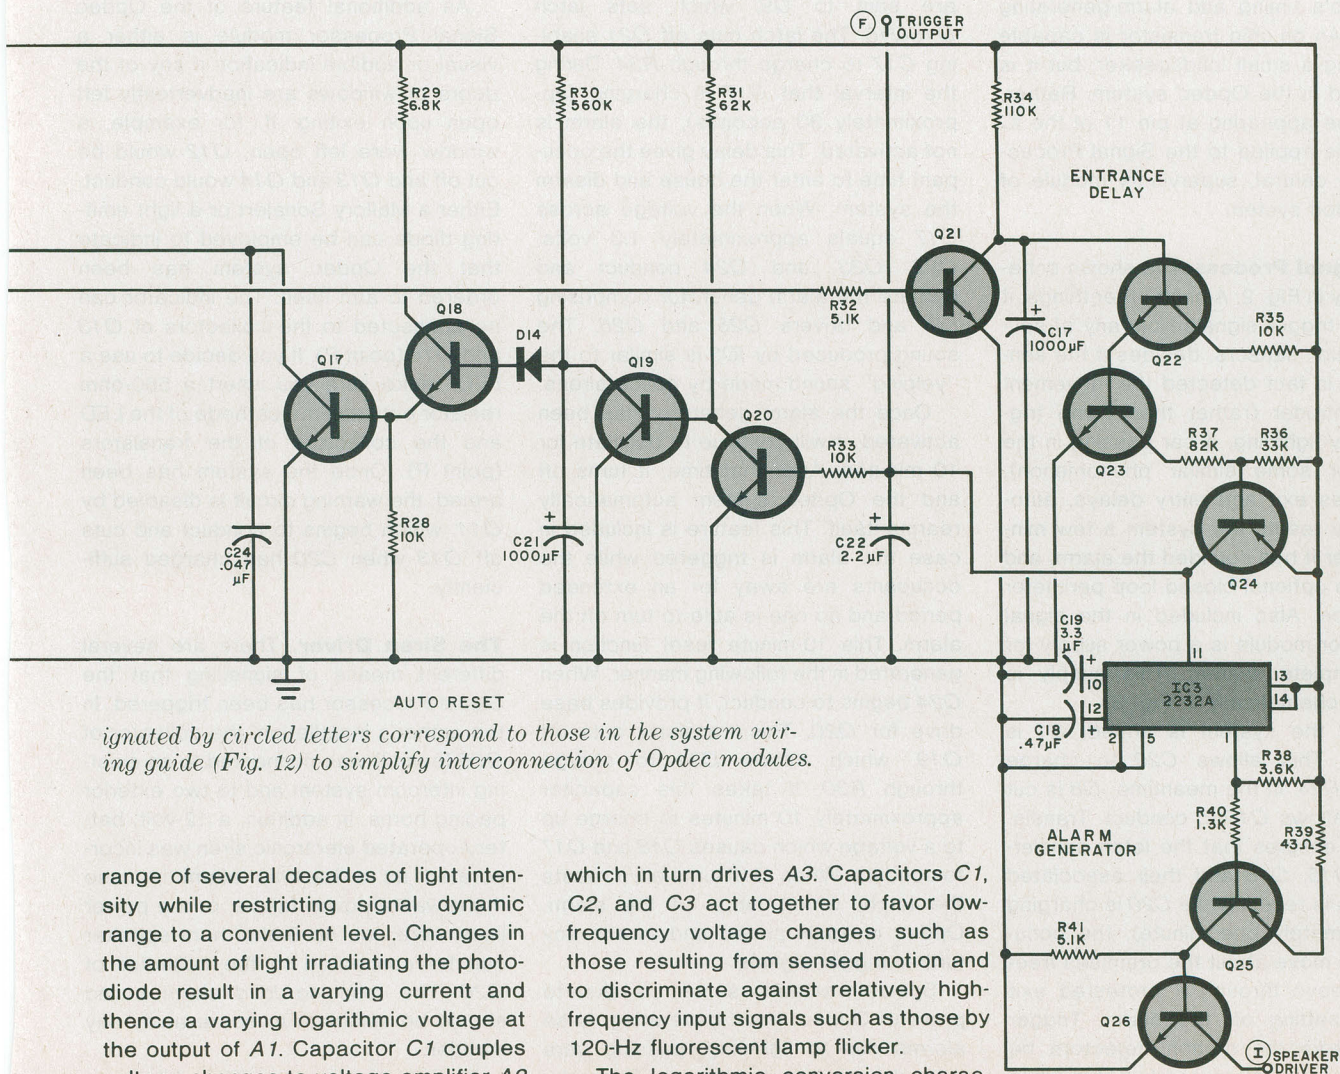 F
TRIGGER
OUTPUT
R29
6.8K
R30
560K
R31
62K
R34
110K
ENTRANCE
DELAY
Q21
Q18
D14
Q17
Q19
Q20
R32
5.1K
C17
1000μF
Q22
R35
10K
R33
10K
Q23
R37
82K
R36
33K
C24
.047
μF
R28
10K
C21
1000μF
C22
2.2μF
Q24
C19
3.3
μF
11
10
12
13
14
IC3
2232A
C18
.47μF
2
5
1
AUTO RESET
R38
3.6K
R40
1.3K
R39
43Ω
ALARM
GENERATOR
R41
5.1K
Q25
Q26
I
SPEAKER
DRIVER
ignated by circled letters correspond to those in the system wir-
ing guide (Fig. 12) to simplify interconnection of Opdec modules.
range of several decades of light inten-
sity while restricting signal dynamic
range to a convenient level. Changes in
the amount of light irradiating the photo-
diode result in a varying current and
thence a varying logarithmic voltage at
the output of A1. Capacitor C1 couples
which in turn drives A3. Capacitors C1,
C2, and C3 act together to favor low-
frequency voltage changes such as
those resulting from sensed motion and
to discriminate against relatively high-
frequency input signals such as those by
120-Hz fluorescent lamp flicker.